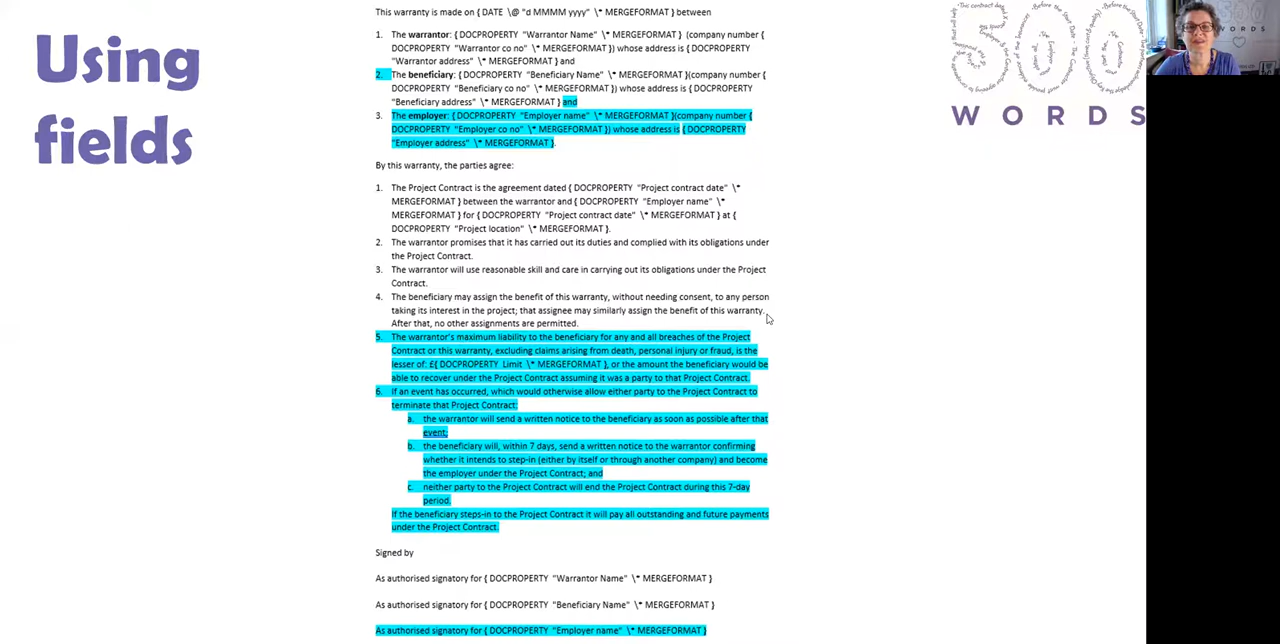 Using
fields
This warranty is made on { DATE \@ "d MMMM yyyy" \* MERGEFORMAT } between
1. The warrantor: { DOCPROPERTY "Warrantor Name" \* MERGEFORMAT } (company number {
DOCPROPERTY "Warrantor co no" \* MERGEFORMAT }) whose address is { DOCPROPERTY
"Warrantor address" \* MERGEFORMAT } and
2. The beneficiary: { DOCPROPERTY "Beneficiary Name" \* MERGEFORMAT }(company number {
DOCPROPERTY "Beneficiary co no" \* MERGEFORMAT }) whose address is { DOCPROPERTY
"Beneficiary address" \* MERGEFORMAT } and
3. The employer: { DOCPROPERTY "Employer name" \* MERGEFORMAT }(company number {
DOCPROPERTY "Employer co no" \* MERGEFORMAT }) whose address is { DOCPROPERTY
"Employer address" \* MERGEFORMAT }.
By this warranty, the parties agree:
1. The Project Contract is the agreement dated { DOCPROPERTY "Project contract date" \*
MERGEFORMAT } between the warrantor and { DOCPROPERTY "Employer name" \*
MERGEFORMAT } for { DOCPROPERTY "Project contract date" \* MERGEFORMAT } at {
DOCPROPERTY "Project location" \* MERGEFORMAT }.
2. The warrantor promises that it has carried out its duties and complied with its obligations under
the Project Contract.
3. The warrantor will use reasonable skill and care in carrying out its obligations under the Project
Contract.
4. The beneficiary may assign the benefit of this warranty, without needing consent, to any person
taking its interest in the project; that assignee may similarly assign the benefit of this warranty.
After that, no other assignments are permitted.
5. The warrantor's maximum liability to the beneficiary for any and all breaches of the Project
Contract or this warranty, excluding claims arising from death, personal injury or fraud, is the
lesser of: £{ DOCPROPERTY Limit \* MERGEFORMAT }, or the amount the beneficiary would be
able to recover under the Project Contract assuming it was a party to that Project Contract.
6. If an event has occurred, which would otherwise allow either party to the Project Contract to
terminate that Project Contract:
a. the warrantor will send a written notice to the beneficiary as soon as possible after that
event;
b. the beneficiary will, within 7 days, send a written notice to the warrantor confirming
whether it intends to step-in (either by itself or through another company) and become
the employer under the Project Contract; and
c. neither party to the Project Contract will end the Project Contract during this 7-day
period.
If the beneficiary steps-in to the Project Contract it will pay all outstanding and future payments
under the Project Contract.
Signed by
As authorised signatory for { DOCPROPERTY "Warrantor Name" \* MERGEFORMAT }
As authorised signatory for { DOCPROPERTY "Beneficiary Name" \* MERGEFORMAT }
As authorised signatory for { DOCPROPERTY "Employer name" \* MERGEFORMAT }
500
WORDS